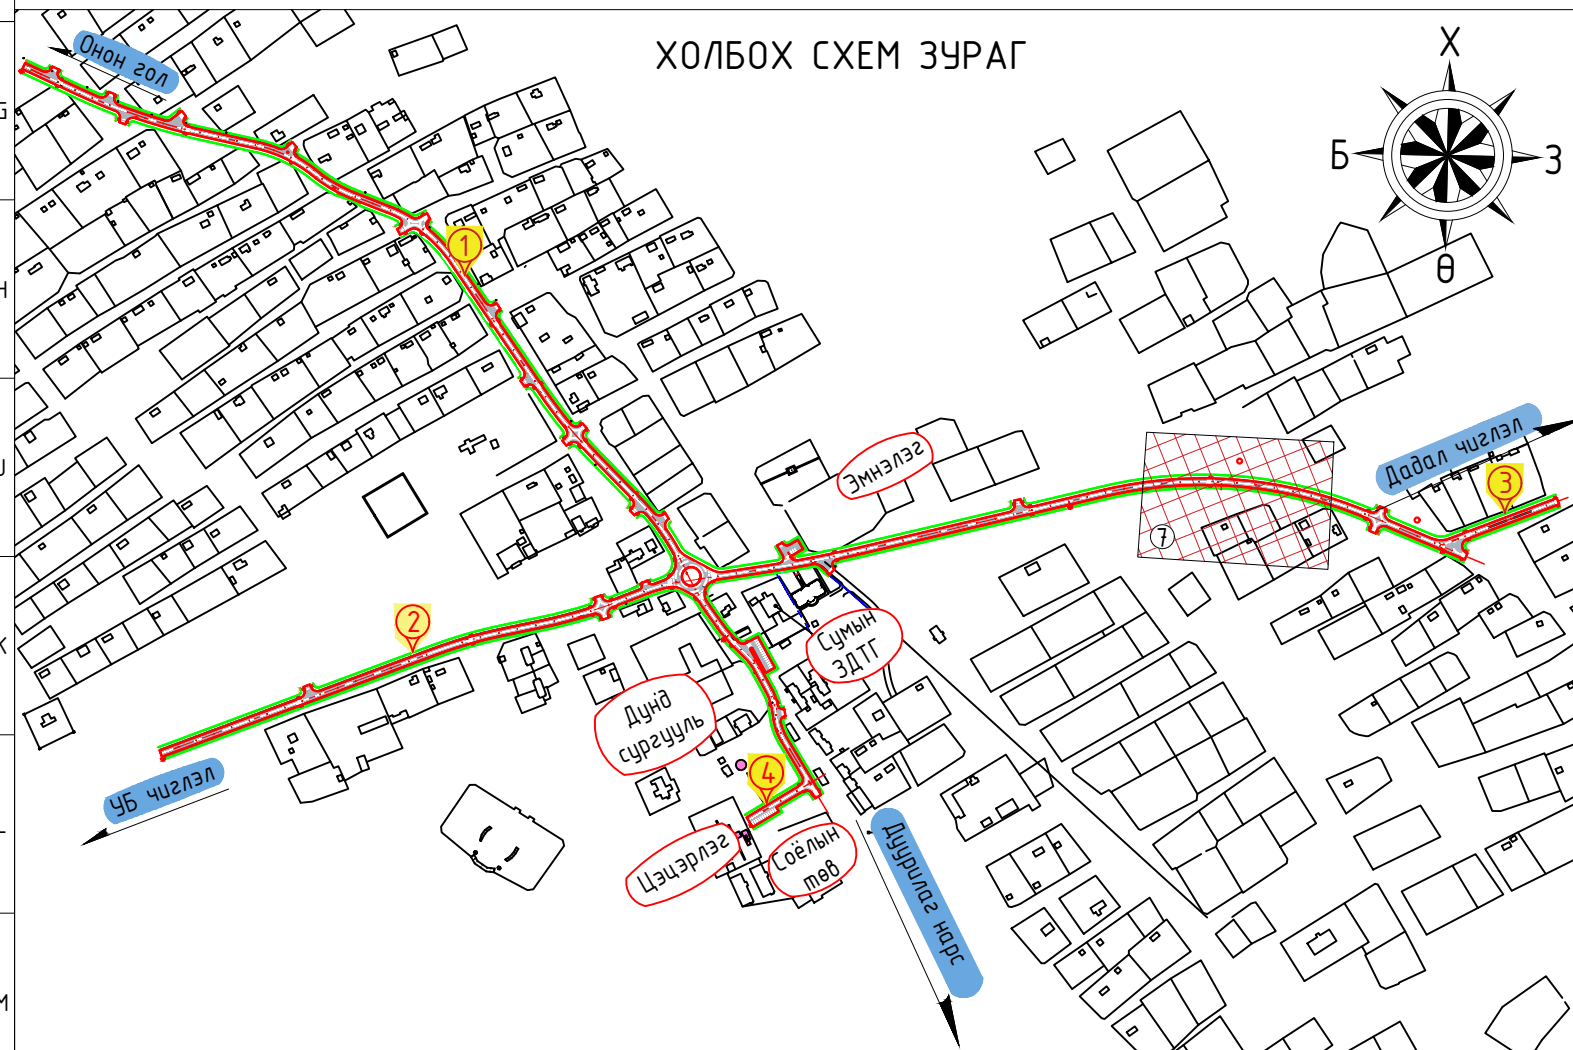 ХОЛБОХ СХЕМ ЗУРАГ
Х
Б
З
Ө
Онон гол
1
Эмнэлэг
Дадал чиглэл
3
7
2
Сумын
ЗДТГ
Дунд
сургууль
4
УБ чиглэл
Цэцэрлэг
Соёлын
төв
Дуурилаг нарс
G
H
J
K
L
M